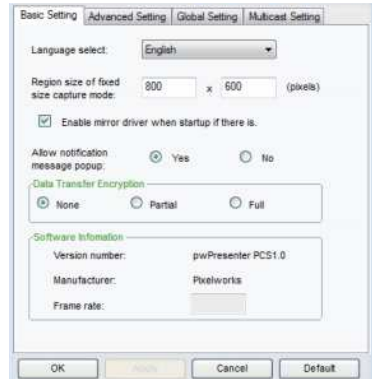 Basic Setting Advanced Setting Global Setting Multicast Setting
Language select: English
Region size of fixed 800 x 600 (pixels)
size capture mode:
Enable mirror driver when startup if there is.
Allow notification Yes No
message popup:
Data Transfer Encryption
None Partial Full
Software Infomation
Version number: pwPresenter PCS1.0
Manufacturer: Pixelworks
Frame rate:
OK Apply Cancel Default